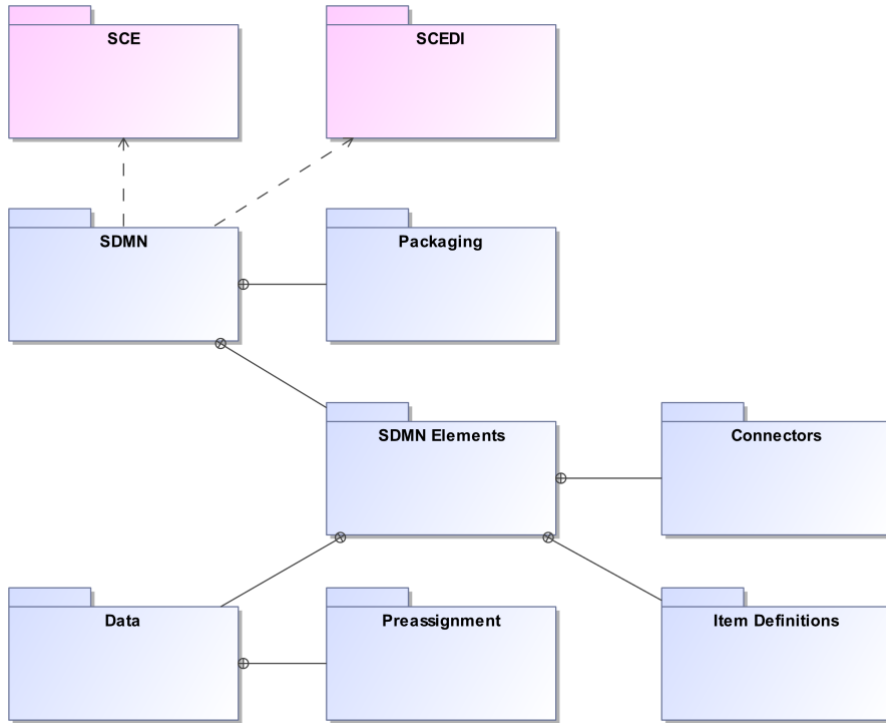 SCE
SCEDI
SDMN
Packaging
SDMN Elements
Connectors
Data
Preassignment
Item Definitions